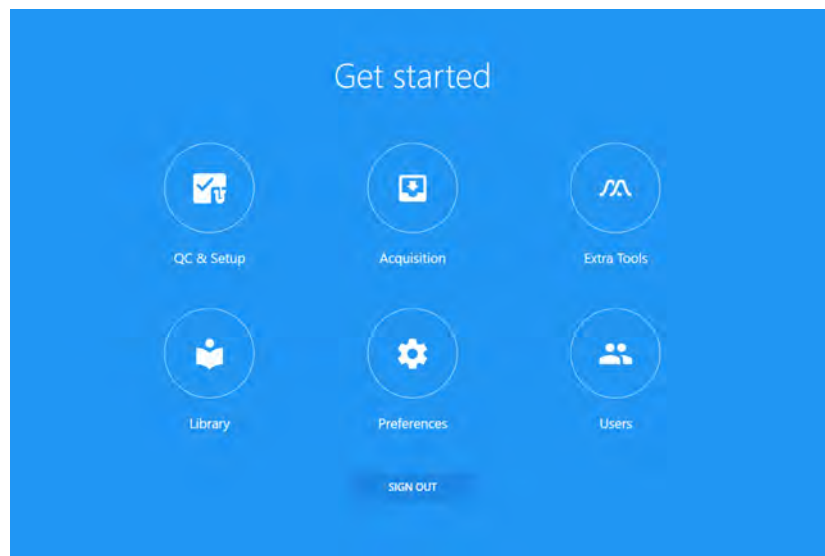 Get started
QC & Setup
Acquisition
Extra Tools
Library
Preferences
Users
SIGN OUT